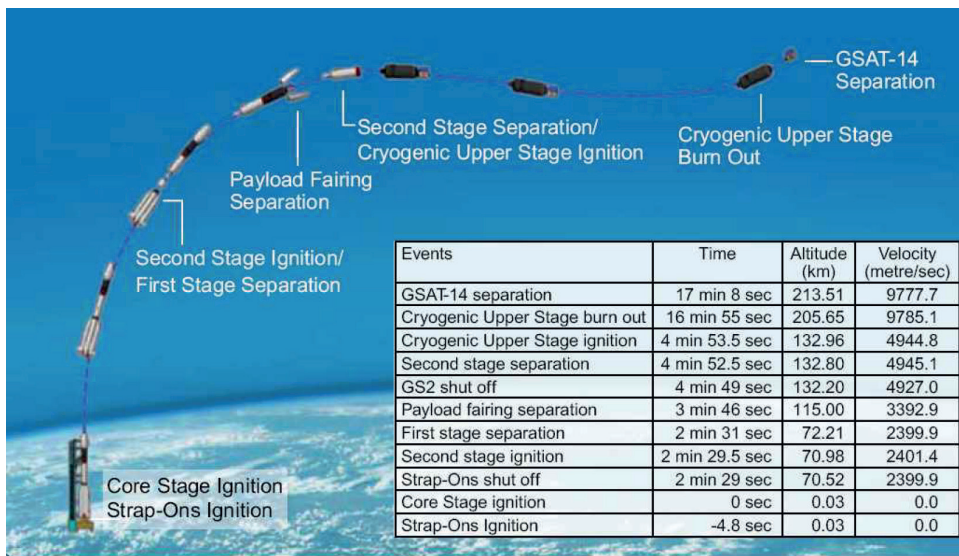 GSAT-14
Separation
Second Stage Separation/
Cryogenic Upper Stage Ignition
Cryogenic Upper Stage
Burn Out
Payload Fairing
Separation
Second Stage Ignition/
First Stage Separation
Core Stage Ignition
Strap-Ons Ignition
Events Time Altitude (km) Velocity (metre/sec)
GSAT-14 separation 17 min 8 sec 213.51 9777.7
Cryogenic Upper Stage burn out 16 min 55 sec 205.65 9785.1
Cryogenic Upper Stage ignition 4 min 53.5 sec 132.96 4944.8
Second stage separation 4 min 52.5 sec 132.80 4945.1
GS2 shut off 4 min 49 sec 132.20 4927.0
Payload fairing separation 3 min 46 sec 115.00 3392.9
First stage separation 2 min 31 sec 72.21 2399.9
Second stage ignition 2 min 29.5 sec 70.98 2401.4
Strap-Ons shut off 2 min 29 sec 70.52 2399.9
Core Stage ignition 0 sec 0.03 0.0
Strap-Ons Ignition -4.8 sec 0.03 0.0